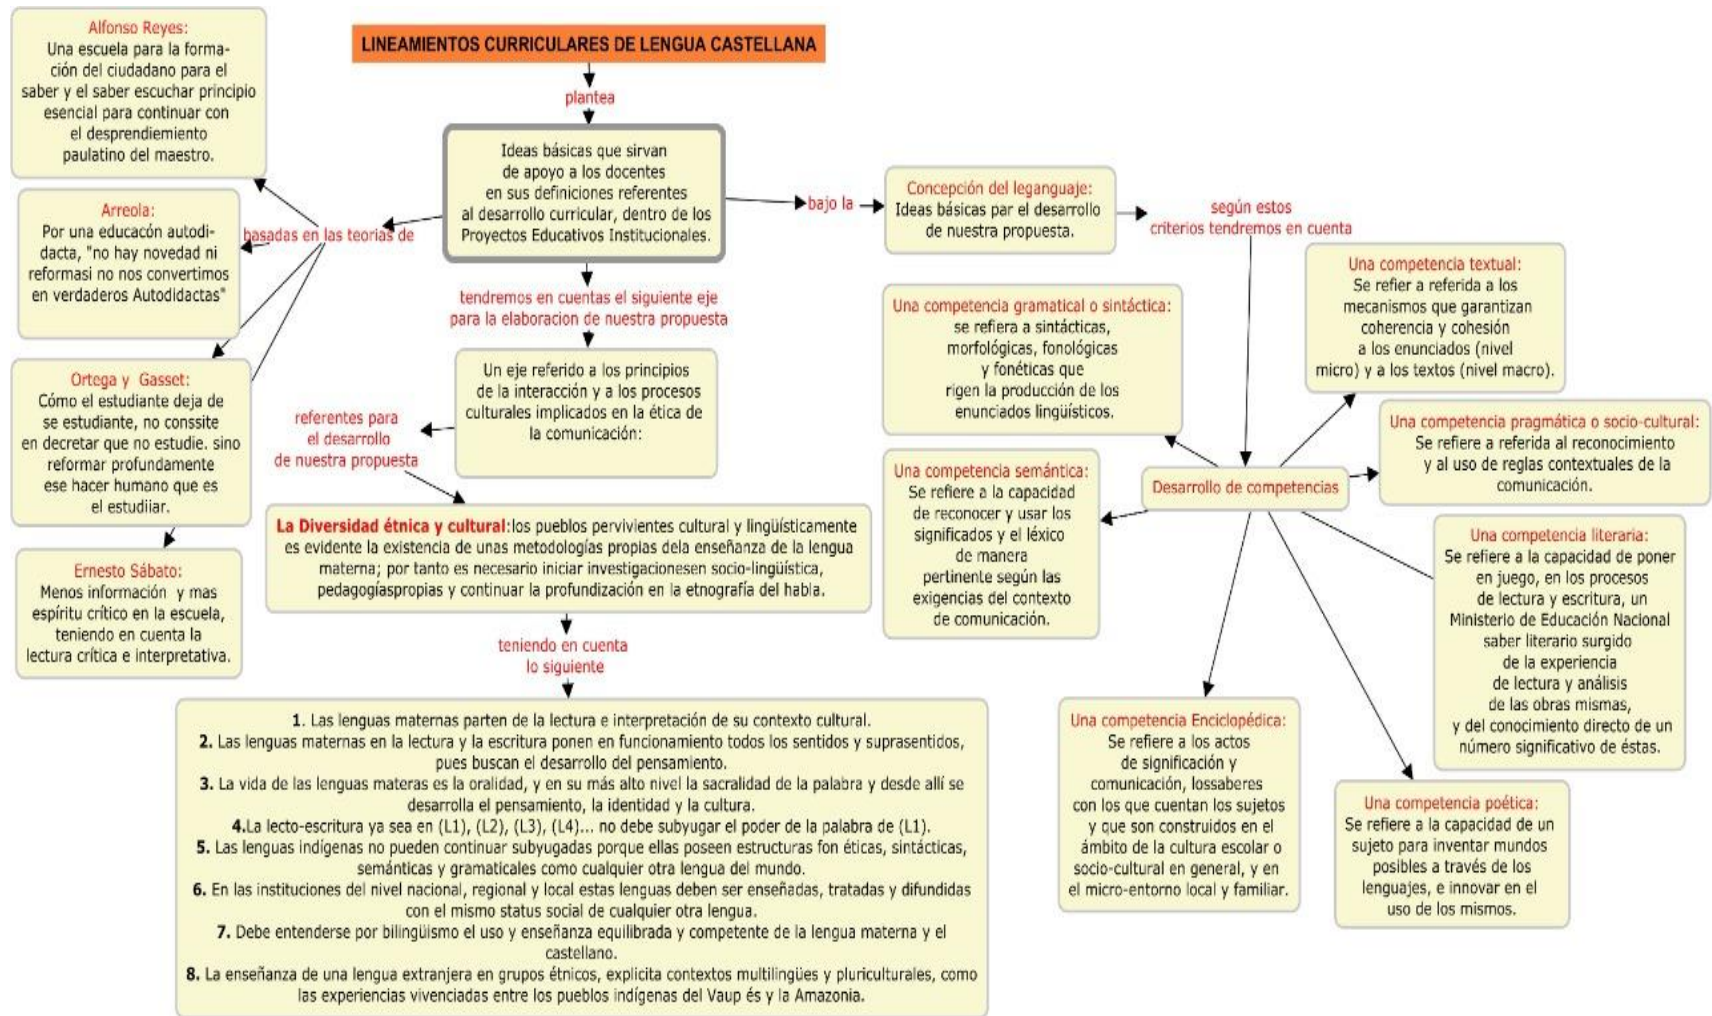 LINEAMIENTOS CURRICULARES DE LENGUA CASTELLANA
plantea
Ideas básicas que sirvan
de apoyo a los docentes
en sus definiciones referentes
al desarrollo curricular, dentro de los
Proyectos Educativos Institucionales.
basadas en las teorias de
Alfonso Reyes:
Una escuela para la forma-
ción del ciudadano para el
saber y el saber escuchar principio
esencial para continuar con
el desprendimiento
paulatino del maestro.
Arreola:
Por una educacón autodi-
dacta, "no hay novedad ni
reformasi no nos convertimos
en verdaderos Autodidactas"
Ortega y Gasset:
Cómo el estudiante deja de
se estudiante, no conssite
en decretar que no estudie. sino
reformar profundamente
ese hacer humano que es
el estudiiar.
Ernesto Sábato:
Menos información y mas
espíritu crítico en la escuela,
teniendo en cuenta la
lectura crítica e interpretativa.
tendremos en cuentas el siguiente eje
para la elaboracion de nuestra propuesta
Un eje referido a los principios
de la interacción y a los procesos
culturales implicados en la ética de
la comunicación:
referentes para
el desarrollo
de nuestra propuesta
La Diversidad étnica y cultural:los pueblos pervivientes cultural y lingüísticamente
es evidente la existencia de unas metodologías propias dela enseñanza de la lengua
materna; por tanto es necesario iniciar investigacionesen socio-lingüística,
pedagogíaspropias y continuar la profundización en la etnografía del habla.
teniendo en cuenta
lo siguiente
1. Las lenguas maternas parten de la lectura e interpretación de su contexto cultural.
2. Las lenguas maternas en la lectura y la escritura ponen en funcionamiento todos los sentidos y suprasentidos,
pues buscan el desarrollo del pensamiento.
3. La vida de las lenguas materas es la oralidad, y en su más alto nivel la sacralidad de la palabra y desde allí se
desarrolla el pensamiento, la identidad y la cultura.
4.La lecto-escritura ya sea en (L1), (L2), (L3), (L4)... no debe subyugar el poder de la palabra de (L1).
5. Las lenguas indígenas no pueden continuar subyugadas porque ellas poseen estructuras fon éticas, sintácticas,
semánticas y gramaticales como cualquier otra lengua del mundo.
6. En las instituciones del nivel nacional, regional y local estas lenguas deben ser enseñadas, tratadas y difundidas
con el mismo status social de cualquier otra lengua.
7. Debe entenderse por bilingüismo el uso y enseñanza equilibrada y competente de la lengua materna y el
castellano.
8. La enseñanza de una lengua extranjera en grupos étnicos, explicita contextos multilingües y pluriculturales, como
las experiencias vivenciadas entre los pueblos indígenas del Vaup és y la Amazonia.
bajo la
Concepción del leganguaje:
Ideas básicas par el desarrollo
de nuestra propuesta.
según estos
criterios tendremos en cuenta
Desarrollo de competencias
Una competencia gramatical o sintáctica:
se refiera a sintácticas,
morfológicas, fonológicas
y fonéticas que
rigen la producción de los
enunciados lingüísticos.
Una competencia semántica:
Se refiere a la capacidad
de reconocer y usar los
significados y el léxico
de manera
pertinente según las
exigencias del contexto
de comunicación.
Una competencia textual:
Se refier a referida a los
mecanismos que garantizan
coherencia y cohesión
a los enunciados (nivel
micro) y a los textos (nivel macro).
Una competencia pragmática o socio-cultural:
Se refiere a referida al reconocimiento
y al uso de reglas contextuales de la
comunicación.
Una competencia literaria:
Se refiere a la capacidad de poner
en juego, en los procesos
de lectura y escritura, un
Ministerio de Educación Nacional
saber literario surgido
de la experiencia
de lectura y análisis
de las obras mismas,
y del conocimiento directo de un
número significativo de éstas.
Una competencia Enciclopédica:
Se refiere a los actos
de significación y
comunicación, lossaberes
con los que cuentan los sujetos
y que son construidos en el
ámbito de la cultura escolar o
socio-cultural en general, y en
el micro-entorno local y familiar.
Una competencia poética:
Se refiere a la capacidad de un
sujeto para inventar mundos
posibles a través de los
lenguajes, e innovar en el
uso de los mismos.